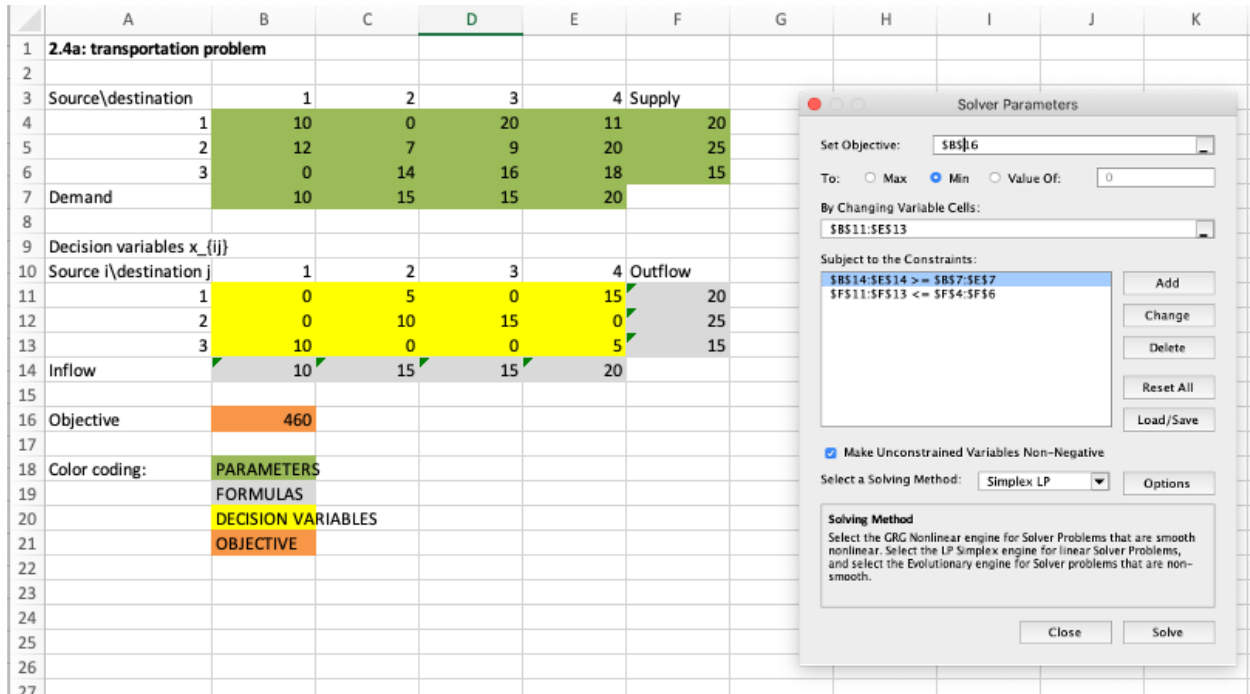 A B C D E F G H I J K
1 2.4a: transportation problem
2
3 Source\destination 1 2 3 4 Supply
4 1 10 0 20 11 20
5 2 12 7 9 20 25
6 3 0 14 16 18 15
7 Demand 10 15 15 20
8
9 Decision variables x_{ij}
10 Source i\destination j 1 2 3 4 Outflow
11 1 0 5 0 15 20
12 2 0 10 15 0 25
13 3 10 0 0 5 15
14 Inflow 10 15 15 20
15
16 Objective 460
17
18 Color coding: PARAMETERS
19 FORMULAS
20 DECISION VARIABLES
21 OBJECTIVE
22
23
24
25
26
27
Solver Parameters
Set Objective: $B$16
To: Max Min Value Of: 0
By Changing Variable Cells:
$B$11:$E$13
Subject to the Constraints:
$B$14:$E$14 >= $B$7:$E$7
$F$11:$F$13 <= $F$4:$F$6
Add
Change
Delete
Reset All
Load/Save
Make Unconstrained Variables Non-Negative
Select a Solving Method: Simplex LP Options
Solving Method
Select the GRG Nonlinear engine for Solver Problems that are smooth
nonlinear. Select the LP Simplex engine for linear Solver Problems,
and select the Evolutionary engine for Solver problems that are non-
smooth.
Close Solve